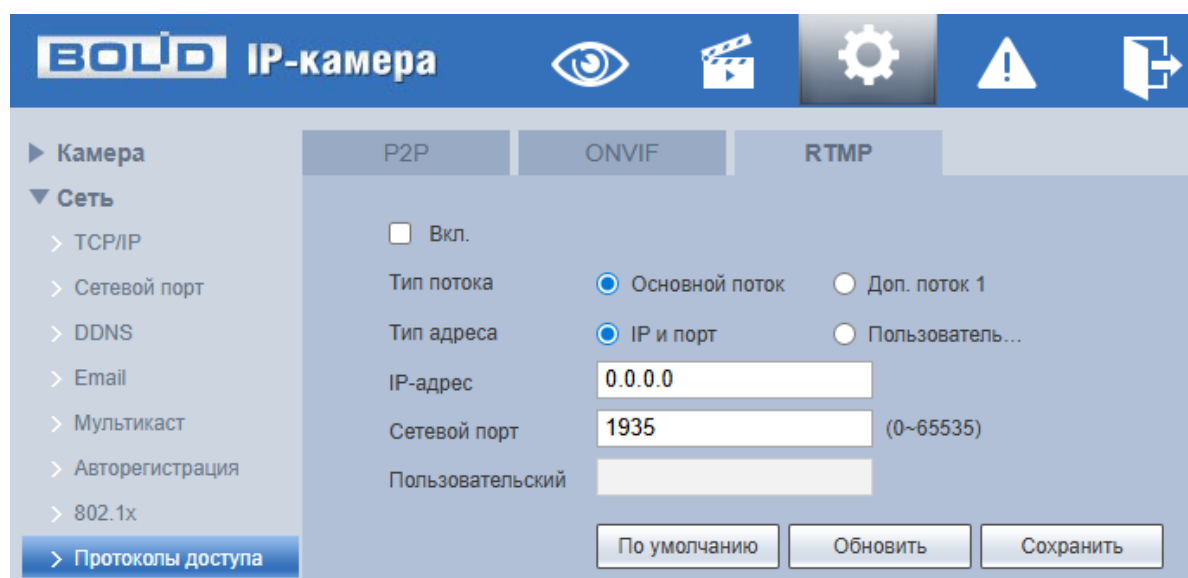 BOLID IP-камера
Камера
Сеть
TCP/IP
Сетевой порт
DDNS
Email
Мультикаст
Авторегистрация
802.1x
Протоколы доступа
P2P ONVIF RTMP
Вкл.
Тип потока Основной поток Доп. поток 1
Тип адреса IP и порт Пользователь...
IP-адрес 0.0.0.0
Сетевой порт 1935 (0~65535)
Пользовательский
По умолчанию Обновить Сохранить